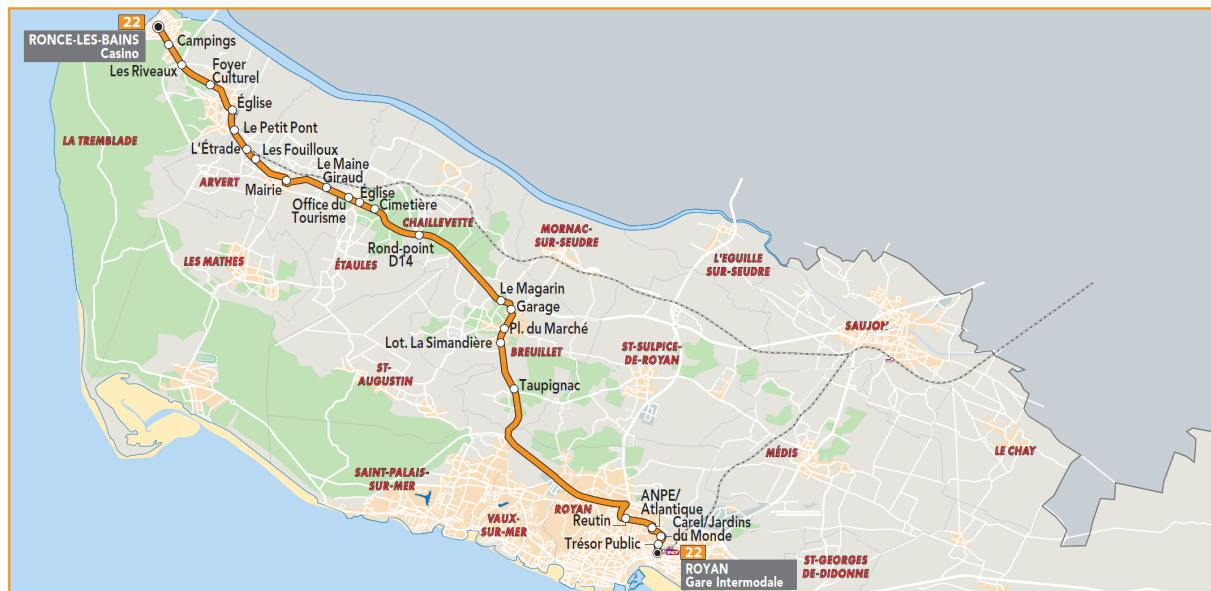 22
RONCE-LES-BAINS
Casino
Campings
Les Riveaux
Foyer
Culturel
Église
Le Petit Pont
LA TREMBLADE
L'Étrade
Les Fouilloux
Le Maine
Giraud
ARVERT
Mairie
Église
Office du
Tourisme
Cimetière
CHAILLEVETTE
Rond-point
D14
MORNAC-
SUR-SEUDRE
LES MATHES
ÉTAULES
L'EGUILLE
SUR-SEUDRE
Le Magarin
Garage
Pl. du Marché
Lot. La Simandière
BREUILLET
SAUJON
ST-SULPICE-
DE-ROYAN
ST-
AUGUSTIN
Taupignac
MÉDIS
LE CHAY
SAINT-PALAIS-
SUR-MER
VAUX-
SUR-MER
ROYAN
ANPE/
Atlantique
Reutin
Carel/Jardins
du Monde
Trésor Public
22
ROYAN
Gare Intermodale
ST-GEORGES
DE-DIDONNE